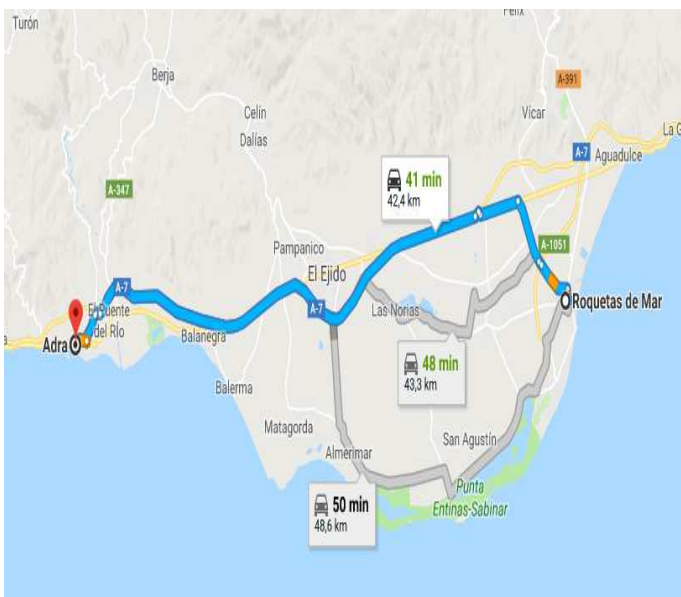 Turón
Félix
Berja
A-391
Celín
Vícar
Dalías
A-7
La G
Aguadulce
41 min
42,4 km
A-347
Pampanico
A-1051
El Ejido
A-7
A-7
Las Norias
Roquetas de Mar
El Puente
del Río
Adra
Balanegra
48 min
43,3 km
Balerma
Matagorda
San Agustín
Almerimar
Punta
Entinas-Sabinar
50 min
48,6 km